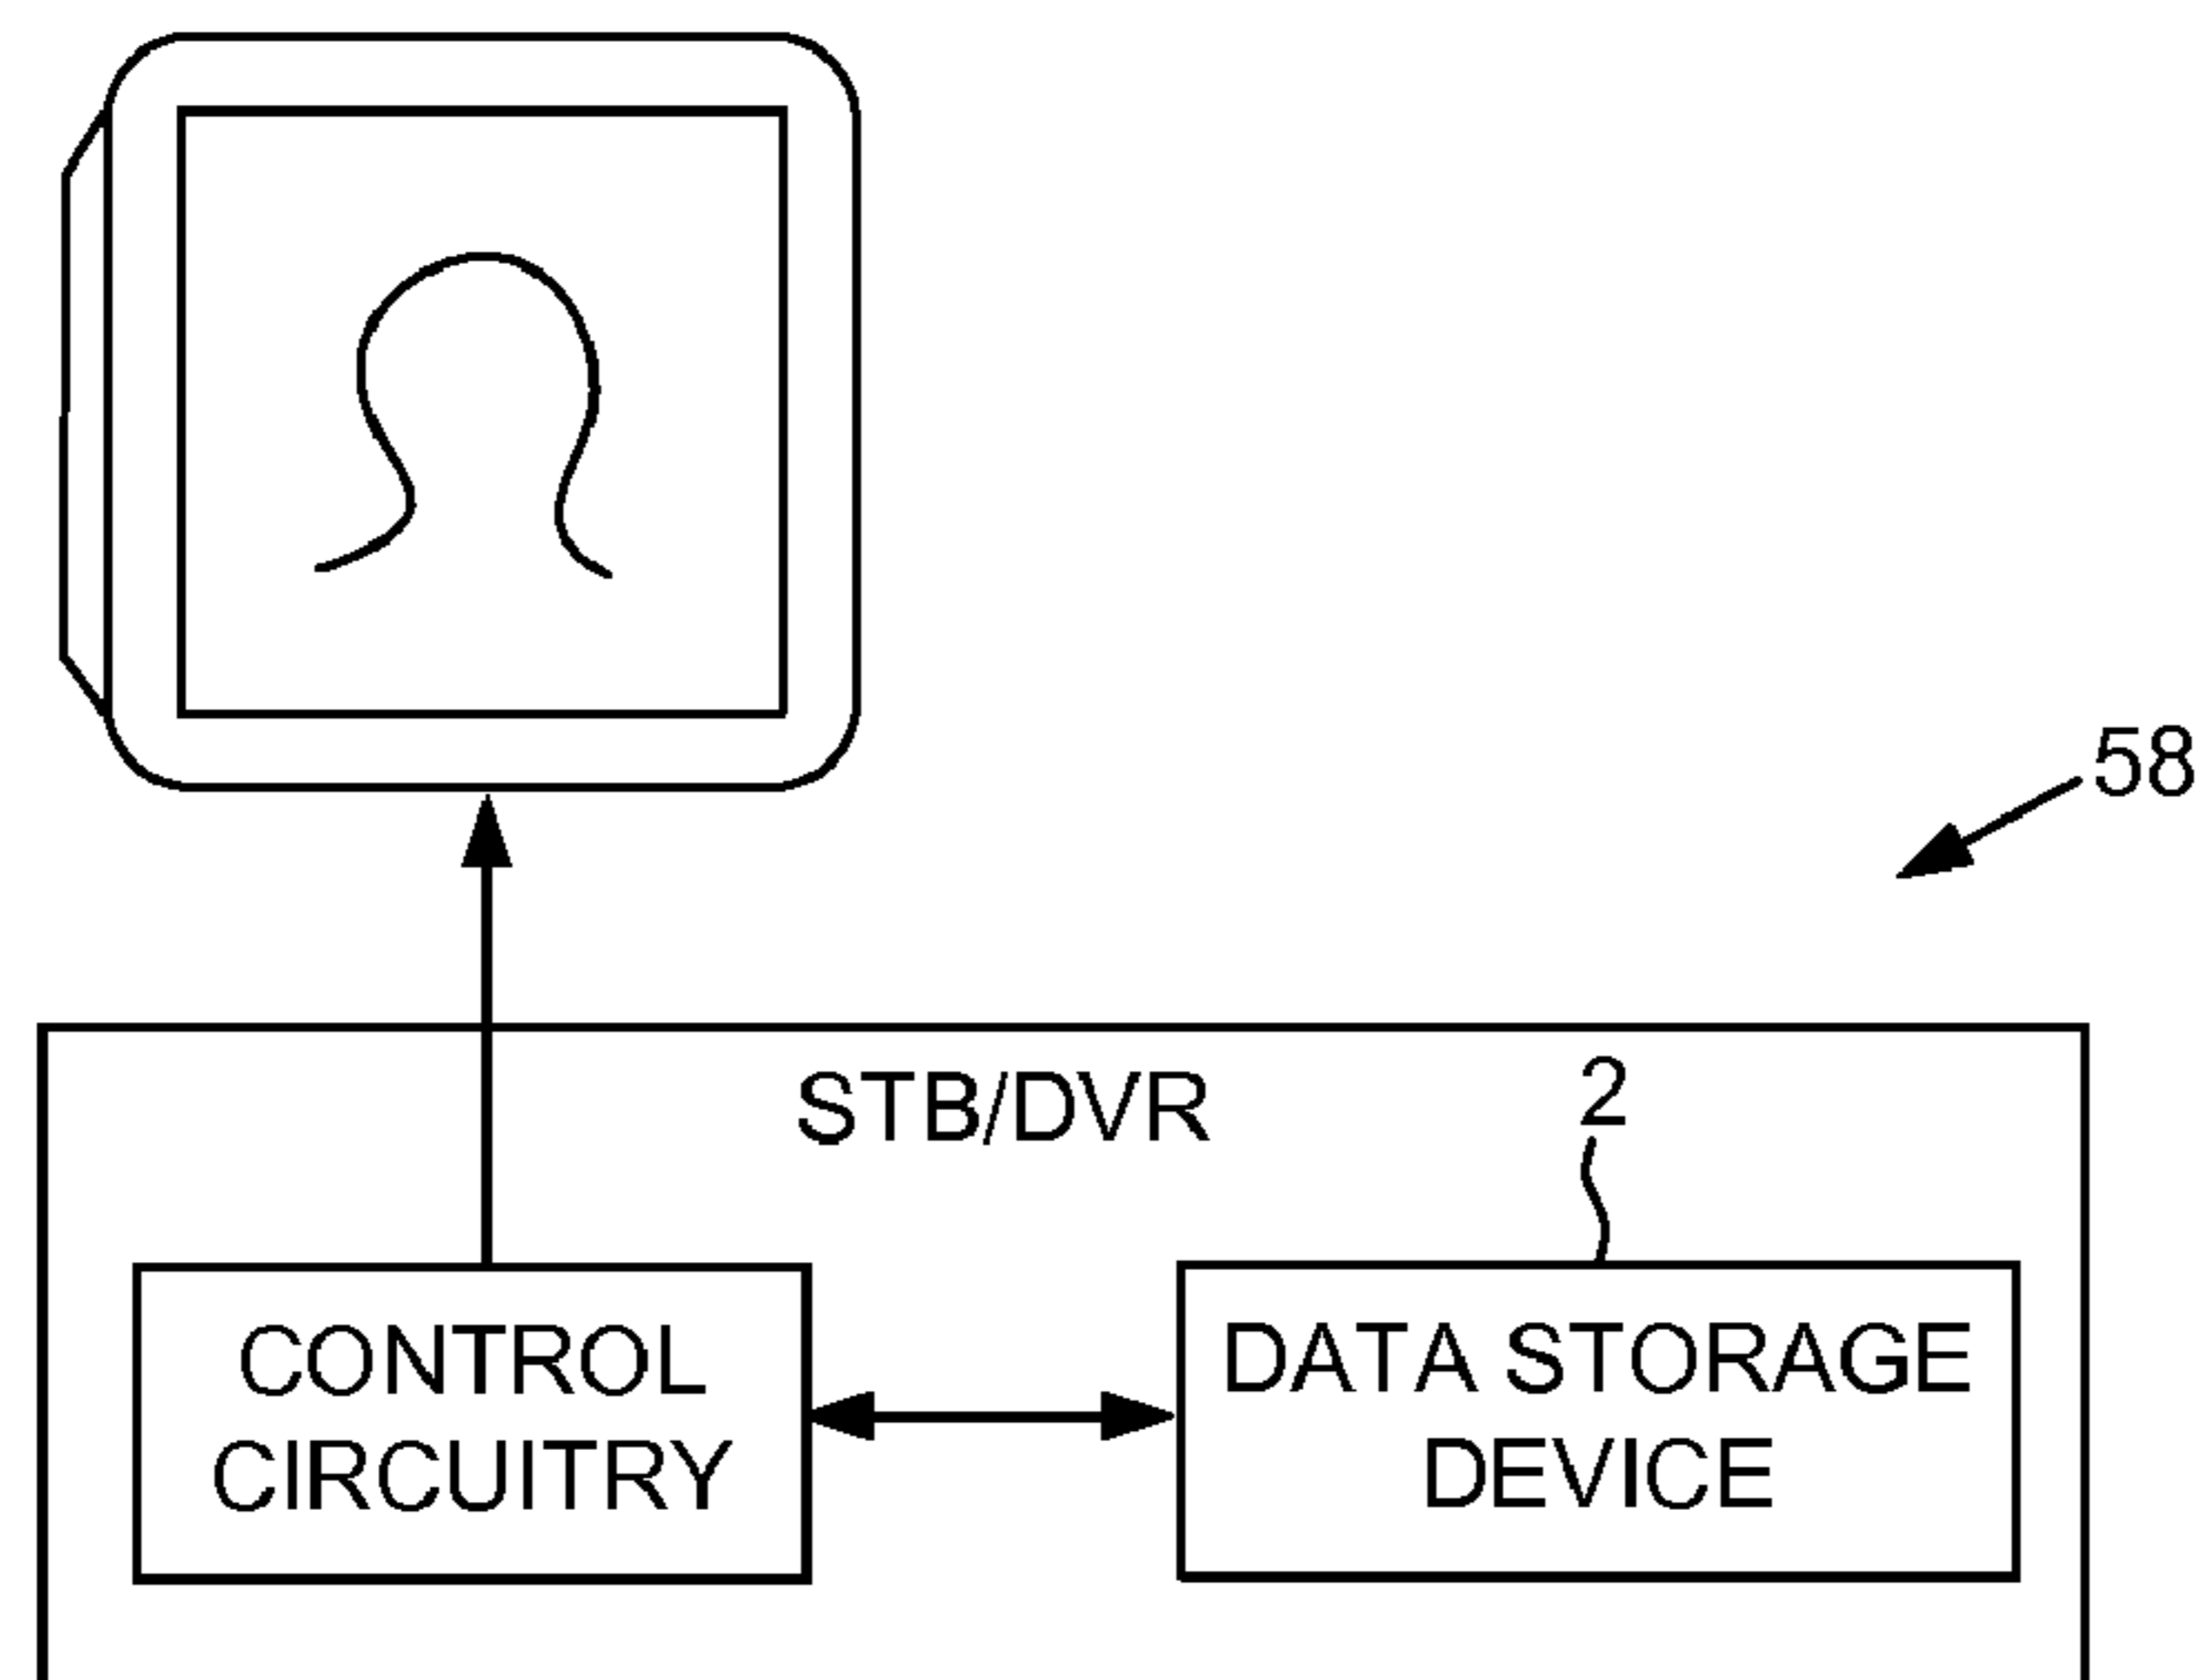 58
STB/DVR
2
CONTROL
CIRCUITRY
DATA STORAGE
DEVICE